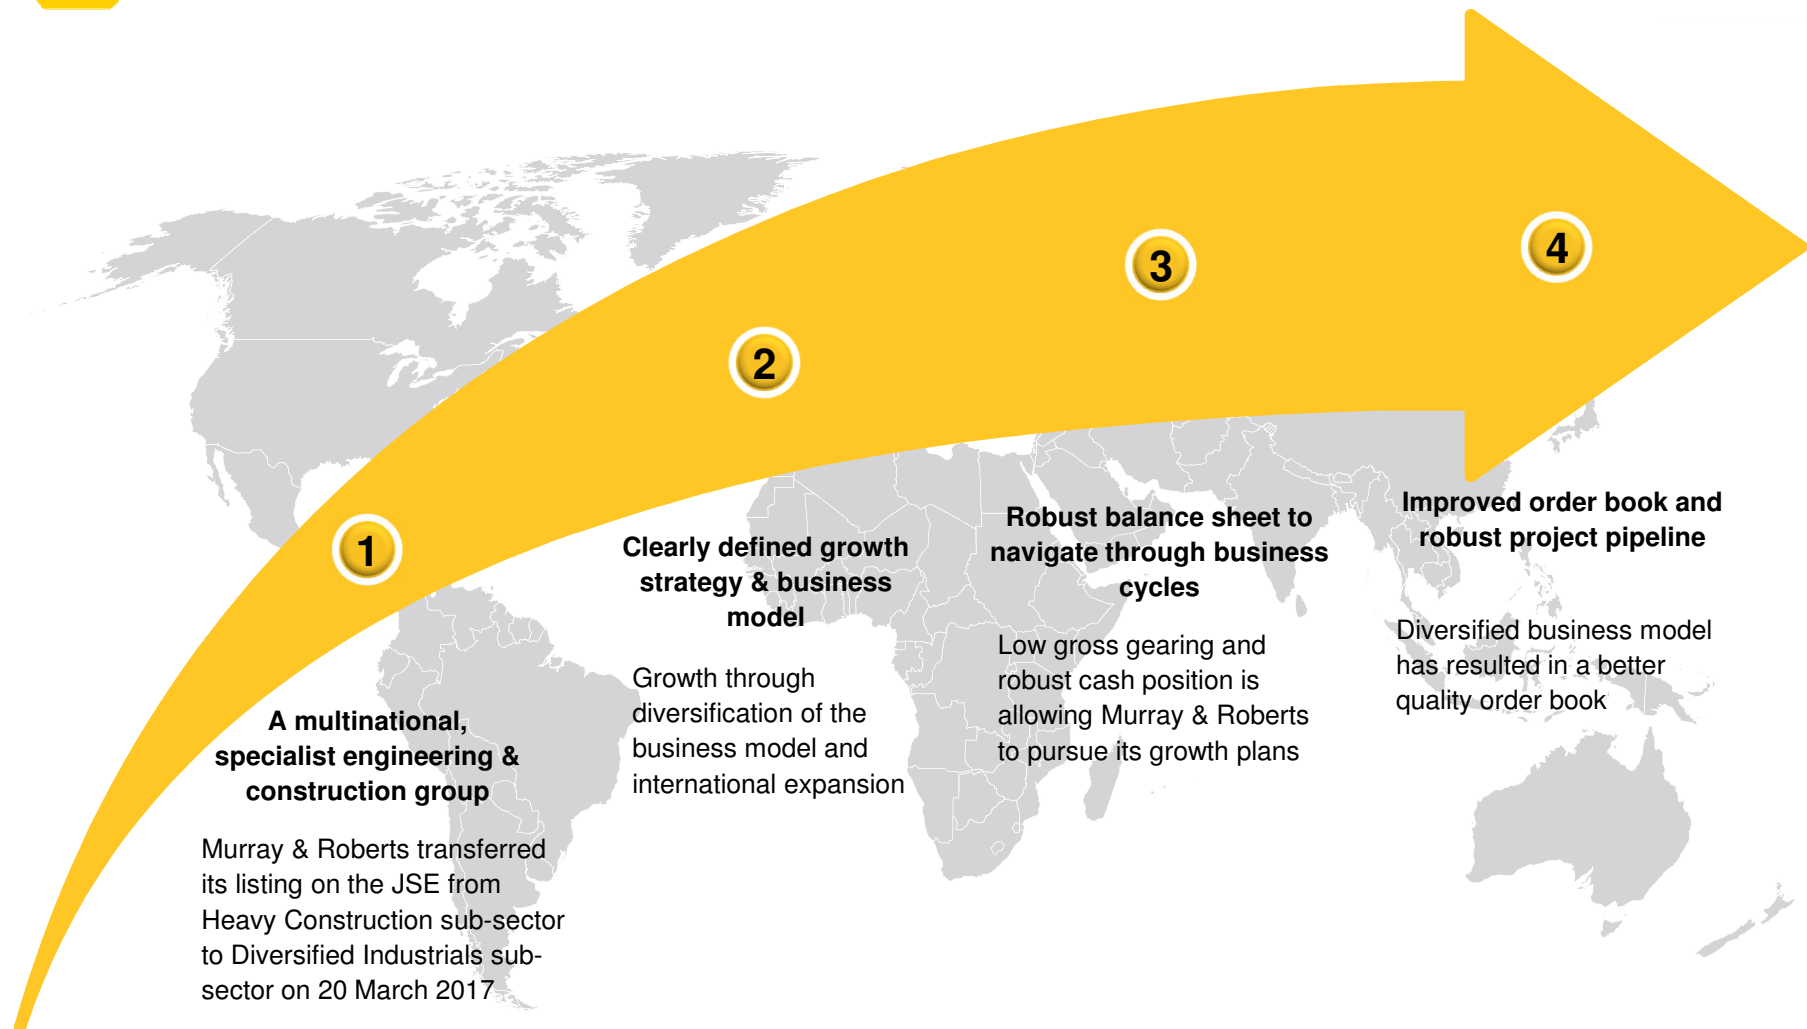 1
A multinational,
specialist engineering &
construction group
Murray & Roberts transferred
its listing on the JSE from
Heavy Construction sub-sector
to Diversified Industrials sub-
sector on 20 March 2017
2
Clearly defined growth
strategy & business
model
Growth through
diversification of the
business model and
international expansion
3
Robust balance sheet to
navigate through business
cycles
Low gross gearing and
robust cash position is
allowing Murray & Roberts
to pursue its growth plans
4
Improved order book and
robust project pipeline
Diversified business model
has resulted in a better
quality order book